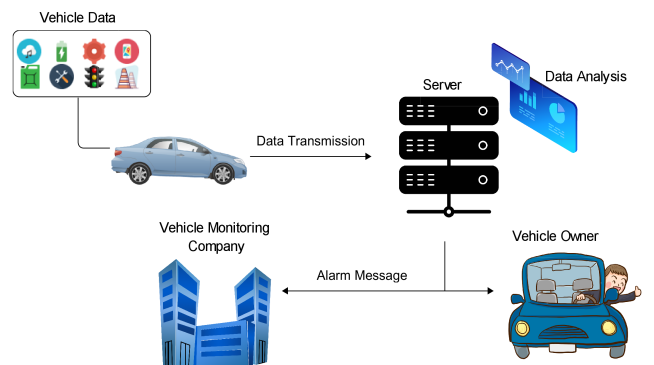 Vehicle Data
Server
Data Analysis
Data Transmission
Vehicle Monitoring
Company
Vehicle Owner
Alarm Message